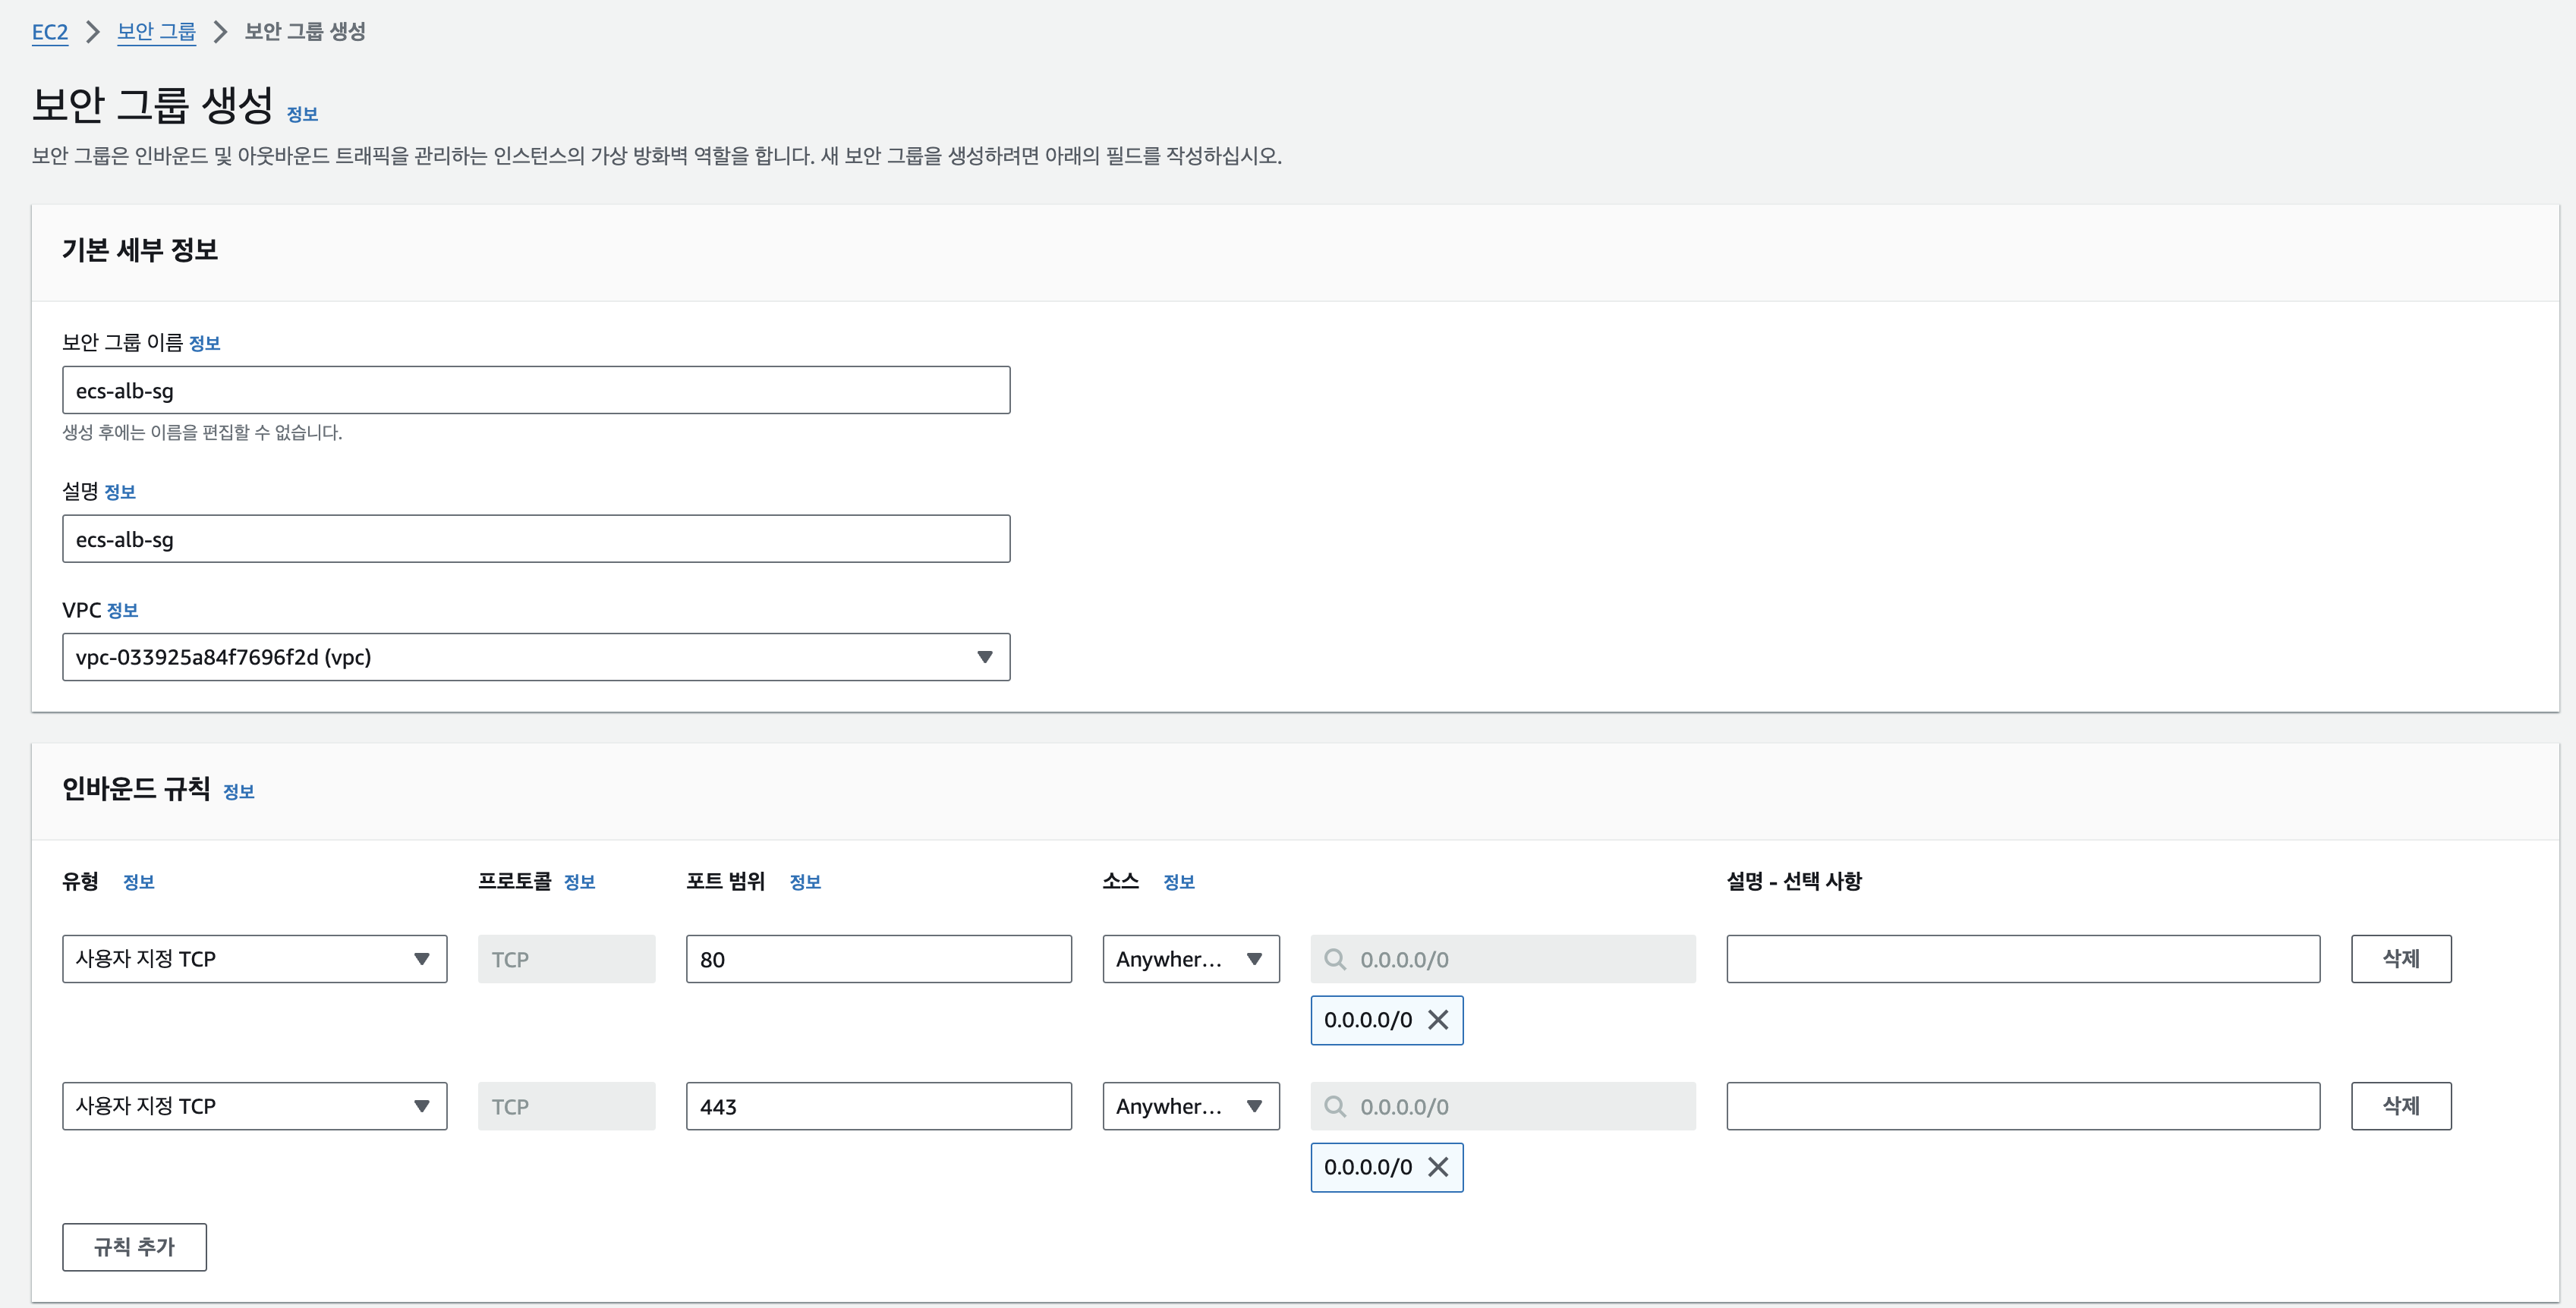 EC2 > 보안 그룹 > 보안 그룹 생성
보안 그룹 생성 정보
보안 그룹은 인바운드 및 아웃바운드 트래픽을 관리하는 인스턴스의 가상 방화벽 역할을 합니다. 새 보안 그룹을 생성하려면 아래의 필드를 작성하십시오.
기본 세부 정보
보안 그룹 이름 정보
ecs-alb-sg
생성 후에는 이름을 편집할 수 없습니다.
설명 정보
ecs-alb-sg
VPC 정보
vpc-033925a84f7696f2d (vpc)
인바운드 규칙 정보
유형 정보 프로토콜 정보 포트 범위 정보 소스 정보 설명 - 선택 사항
사용자 지정 TCP TCP 80 Anywher... 0.0.0.0/0 삭제
0.0.0.0/0
사용자 지정 TCP TCP 443 Anywher... 0.0.0.0/0 삭제
0.0.0.0/0
규칙 추가